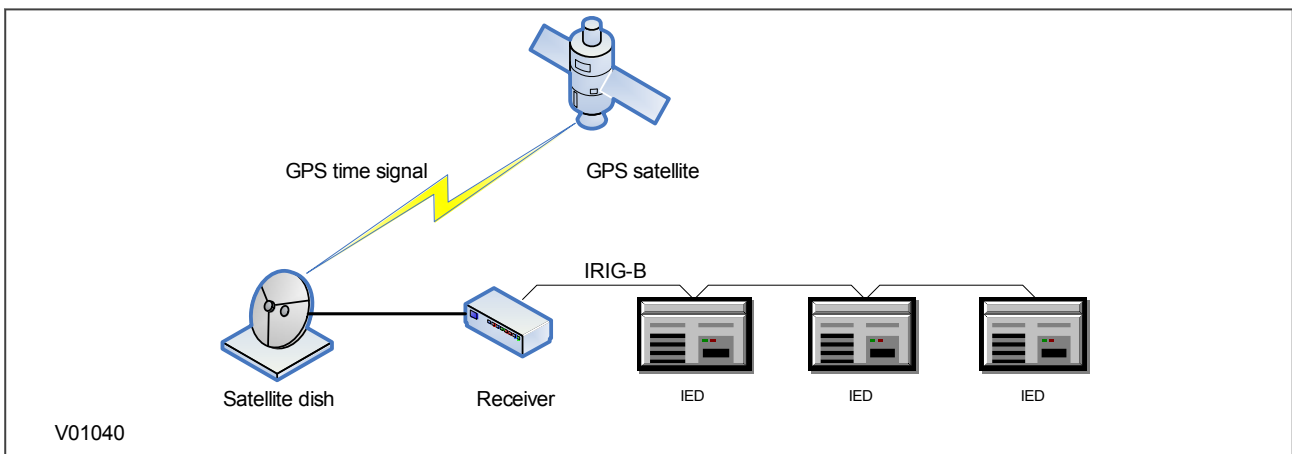 GPS time signal
GPS satellite
IRIG-B
Satellite dish
Receiver
IED
IED
IED
V01040